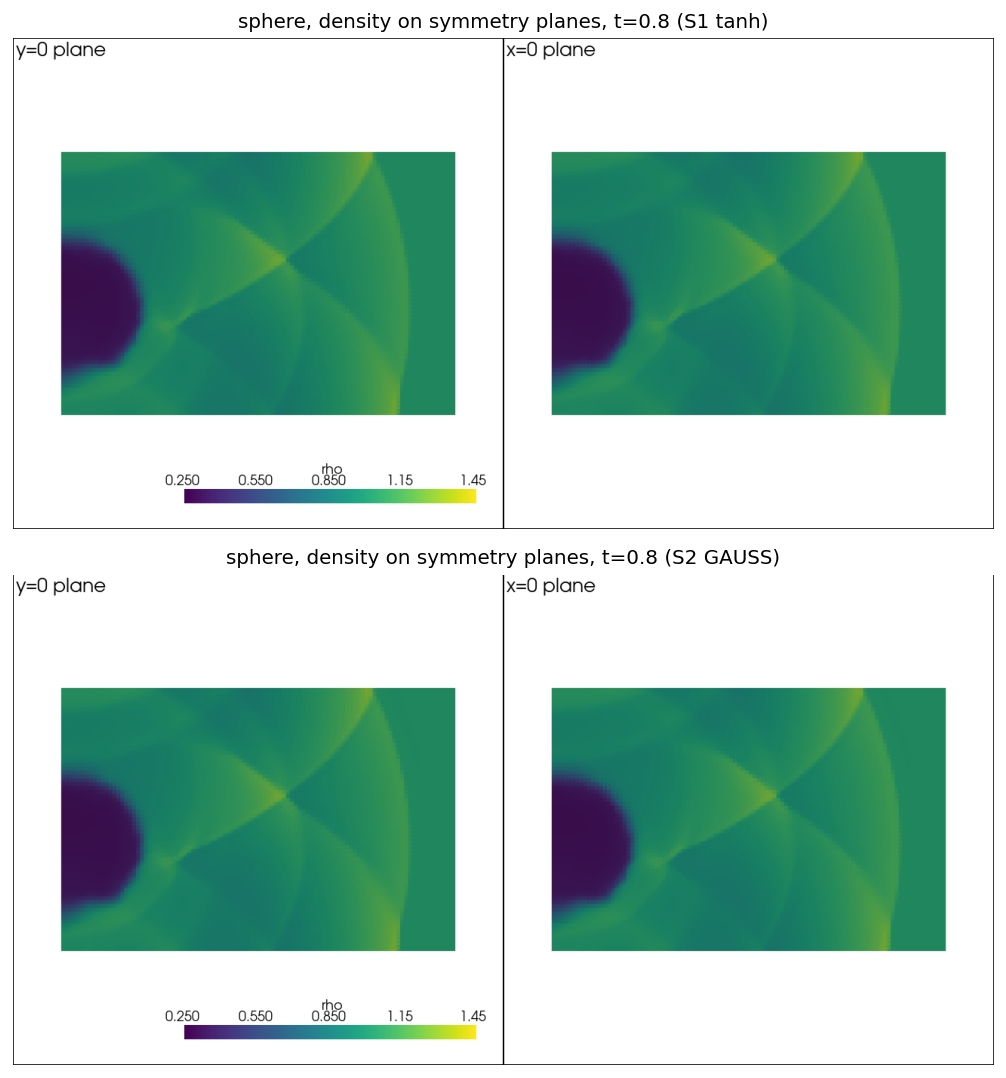 sphere, density on symmetry planes, t=0.8 (S1 tanh)
y=0 plane
x=0 plane
rho
0.250 0.550 0.850 1.15 1.45
sphere, density on symmetry planes, t=0.8 (S2 GAUSS)
y=0 plane
x=0 plane
rho
0.250 0.550 0.850 1.15 1.45